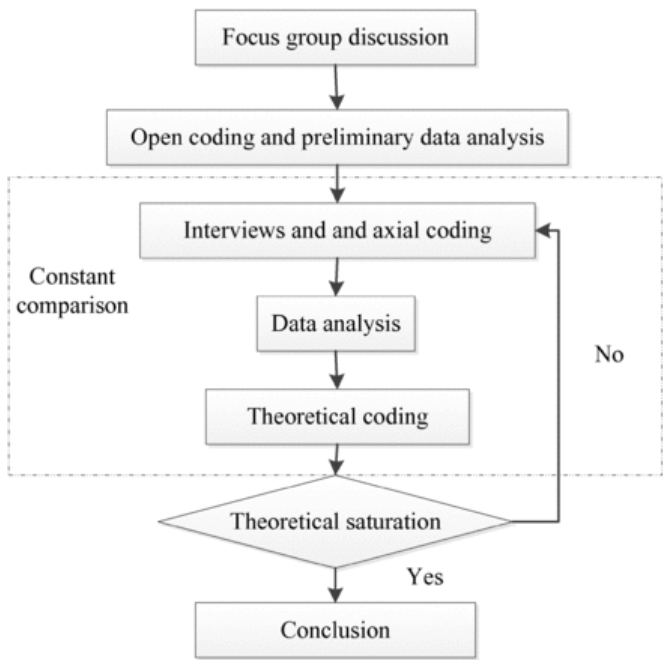 Focus group discussion
Open coding and preliminary data analysis
Interviews and and axial coding
Constant
comparison
Data analysis
No
Theoretical coding
Theoretical saturation
Yes
Conclusion